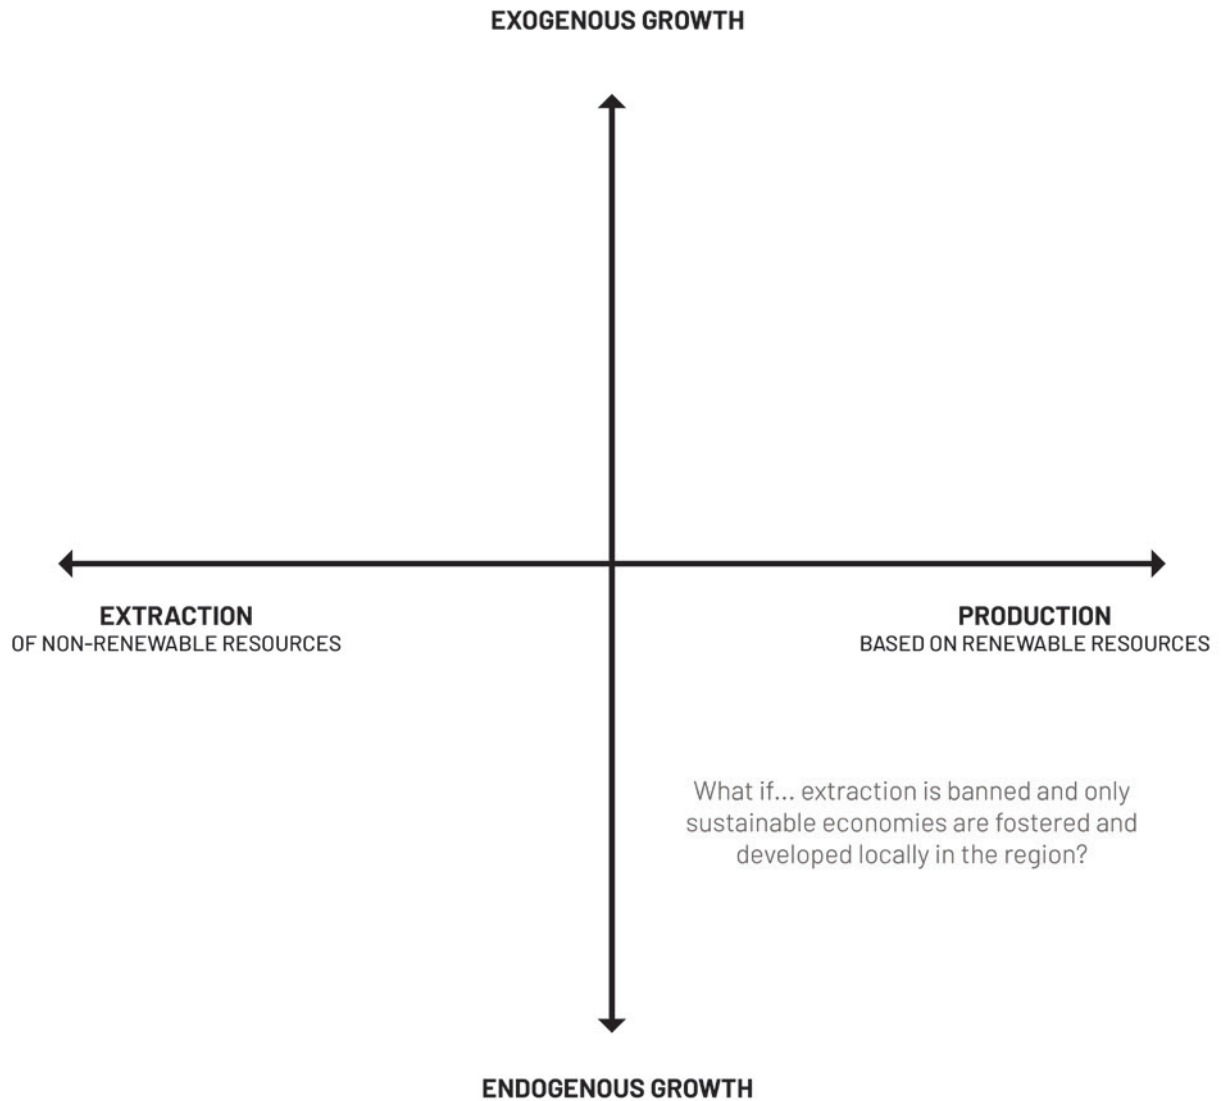 EXOGENOUS GROWTH
EXTRACTION
OF NON-RENEWABLE RESOURCES
PRODUCTION
BASED ON RENEWABLE RESOURCES
What if... extraction is banned and only
sustainable economies are fostered and
developed locally in the region?
ENDOGENOUS GROWTH